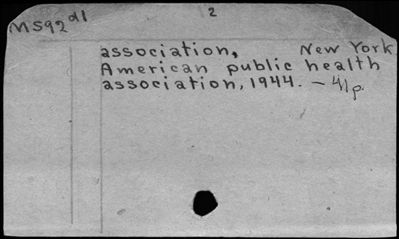 MS92d1 2
association, New York
American public health
association, 1944. – 41p.